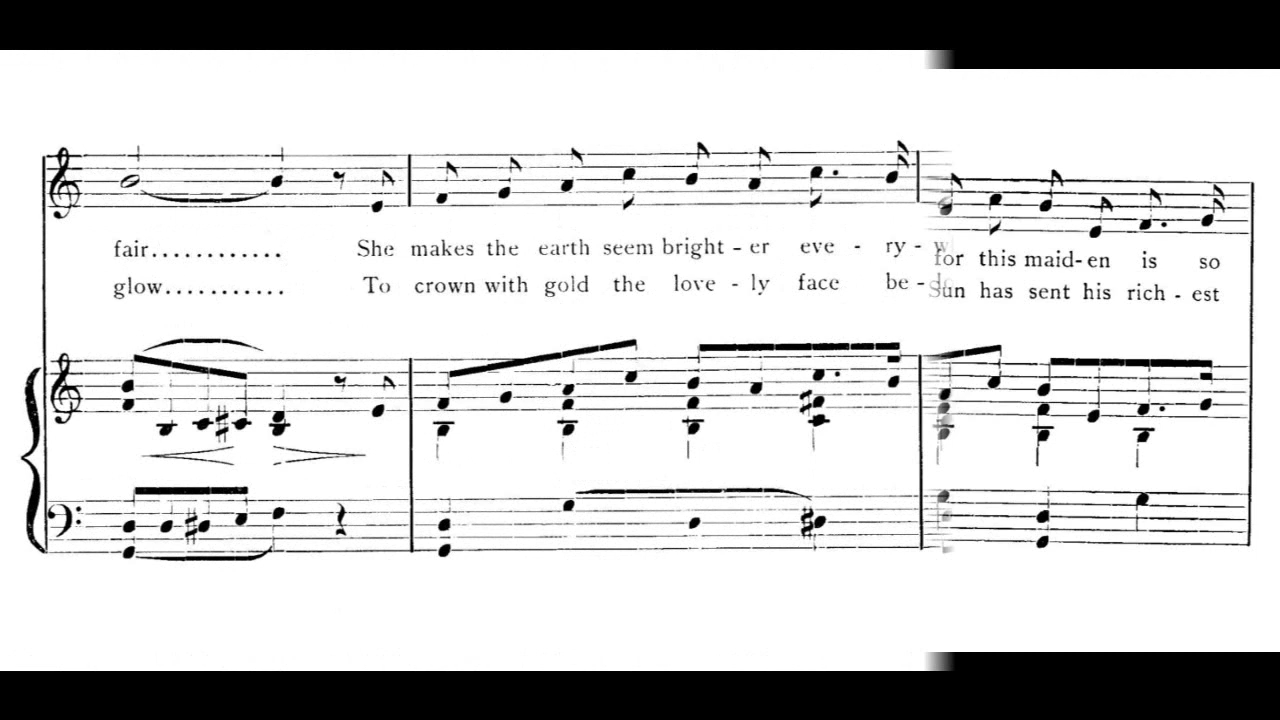 fair............ She makes the earth seem bright - er eve - ry - for this maid- en is so
glow........... To crown with gold the love - ly face be - Sun has sent his rich - est